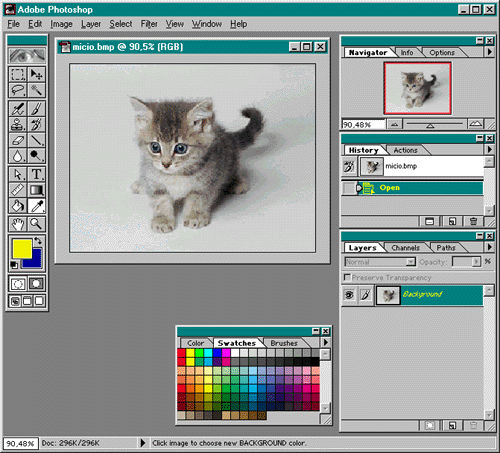 Adobe Photoshop
File Edit Image Layer Select Filter View Window Help
micio.bmp @ 90,5% (RGB)
Navigator Info Options
90,48%
History Actions
micio.bmp
Open
Layers Channels Paths
Normal Opacity: %
Preserve Transparency
Background
Color Swatches Brushes
90,48% Doc: 296K/296K Click image to choose new BACKGROUND color.